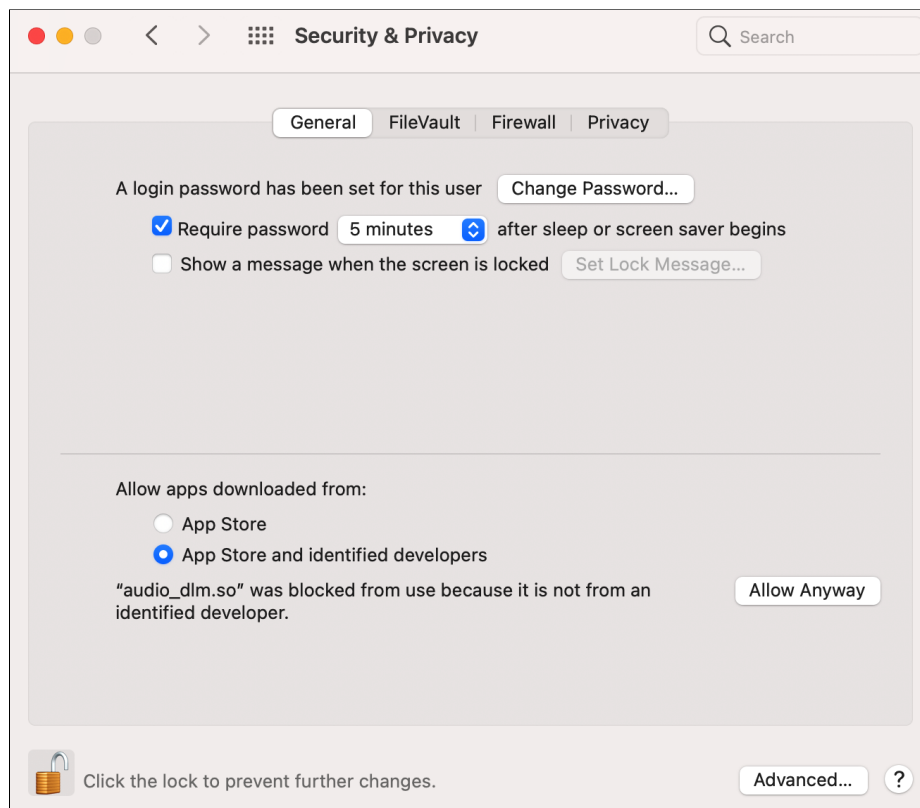 Security & Privacy
Search
General
FileVault
Firewall
Privacy
A login password has been set for this user
Change Password...
Require password
5 minutes
after sleep or screen saver begins
Show a message when the screen is locked
Set Lock Message...
Allow apps downloaded from:
App Store
App Store and identified developers
“audio_dlm.so” was blocked from use because it is not from an
identified developer.
Allow Anyway
Click the lock to prevent further changes.
Advanced...
?